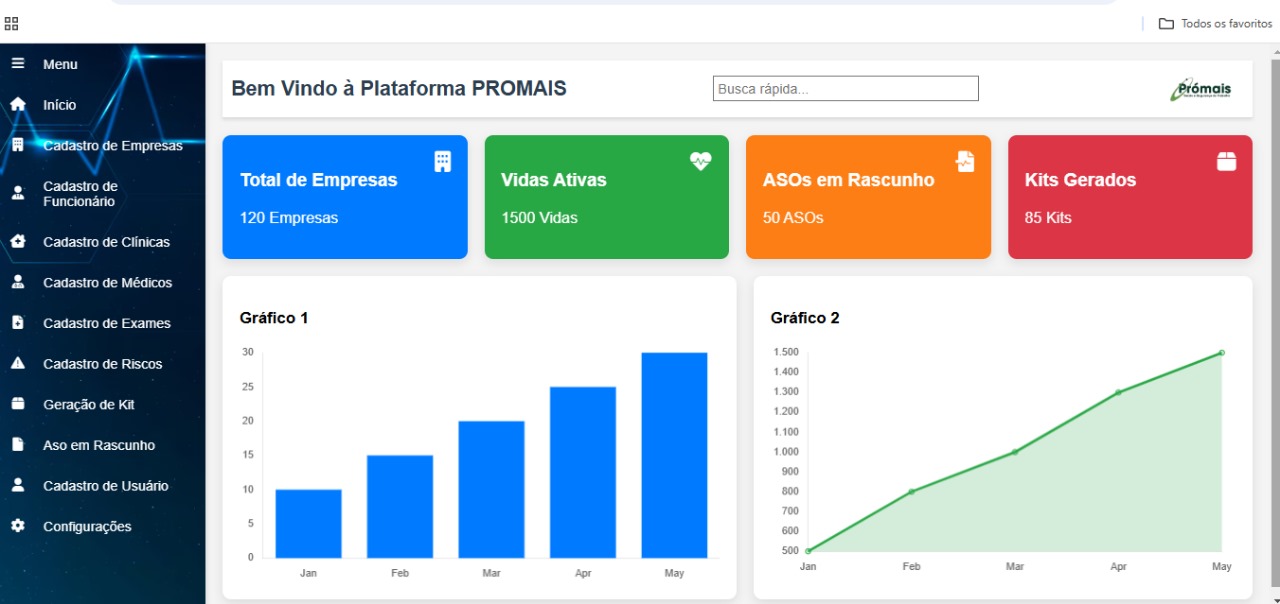 Todos os favoritos
Menu
Início
Cadastro de Empresas
Cadastro de
Funcionário
Cadastro de Clínicas
Cadastro de Médicos
Cadastro de Exames
Cadastro de Riscos
Geração de Kit
Aso em Rascunho
Cadastro de Usuário
Configurações
Bem Vindo à Plataforma PROMAIS
Busca rápida...
Prómais
Total de Empresas
120 Empresas
Vidas Ativas
1500 Vidas
ASOs em Rascunho
50 ASOs
Kits Gerados
85 Kits
Gráfico 1
30
25
20
15
10
5
0
Jan Feb Mar Apr May
Gráfico 2
1.500
1.400
1.300
1.200
1.100
1.000
900
800
700
600
500
Jan Feb Mar Apr May